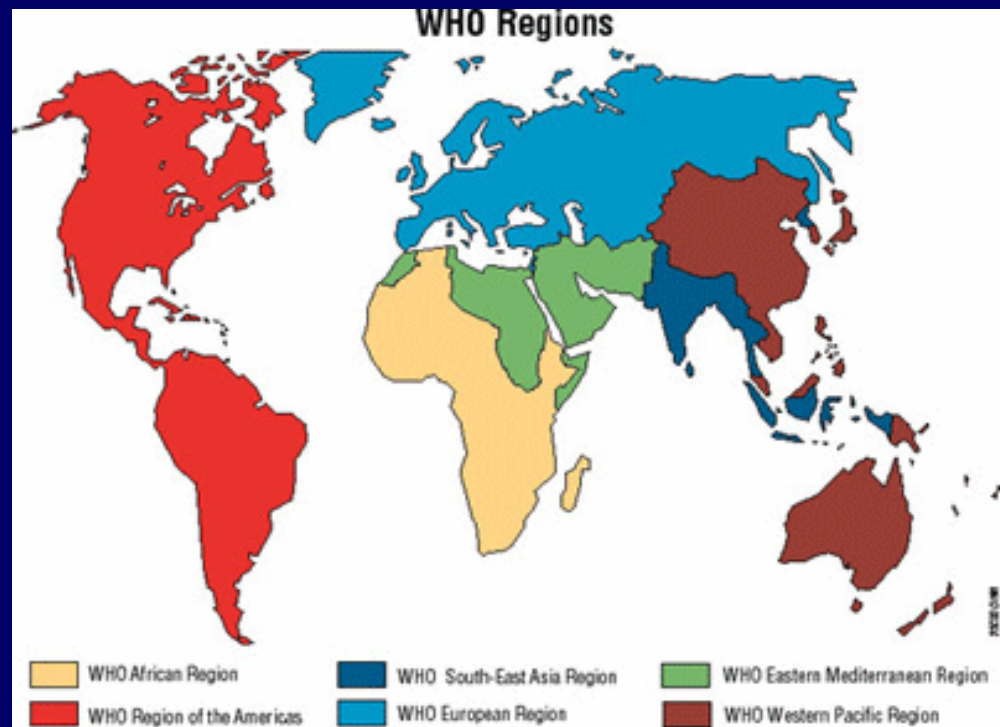 WHO Regions
WHO African Region
WHO South-East Asia Region
WHO Eastern Mediterranean Region
WHO Region of the Americas
WHO European Region
WHO Western Pacific Region